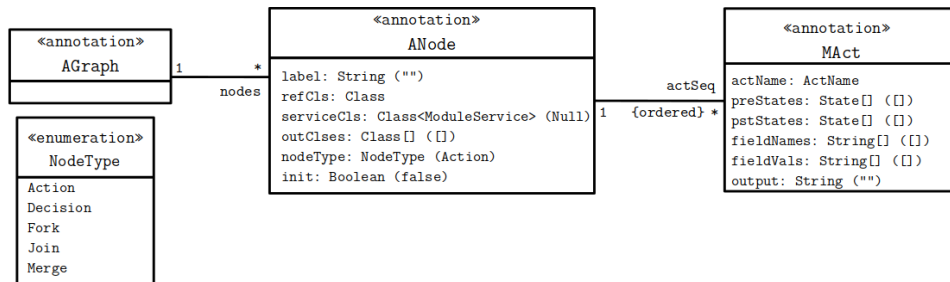 «annotation»
AGraph
1
*
nodes
«enumeration»
NodeType
Action
Decision
Fork
Join
Merge
«annotation»
ANode
label: String ("")
refCls: Class
serviceCls: Class<ModuleService> (Null)
outClses: Class[] ([])
nodeType: NodeType (Action)
init: Boolean (false)
actSeq
1
{ordered} *
«annotation»
MAct
actName: ActName
preStates: State[] ([])
pstStates: State[] ([])
fieldNames: String[] ([])
fieldVals: String[] ([])
output: String ("")